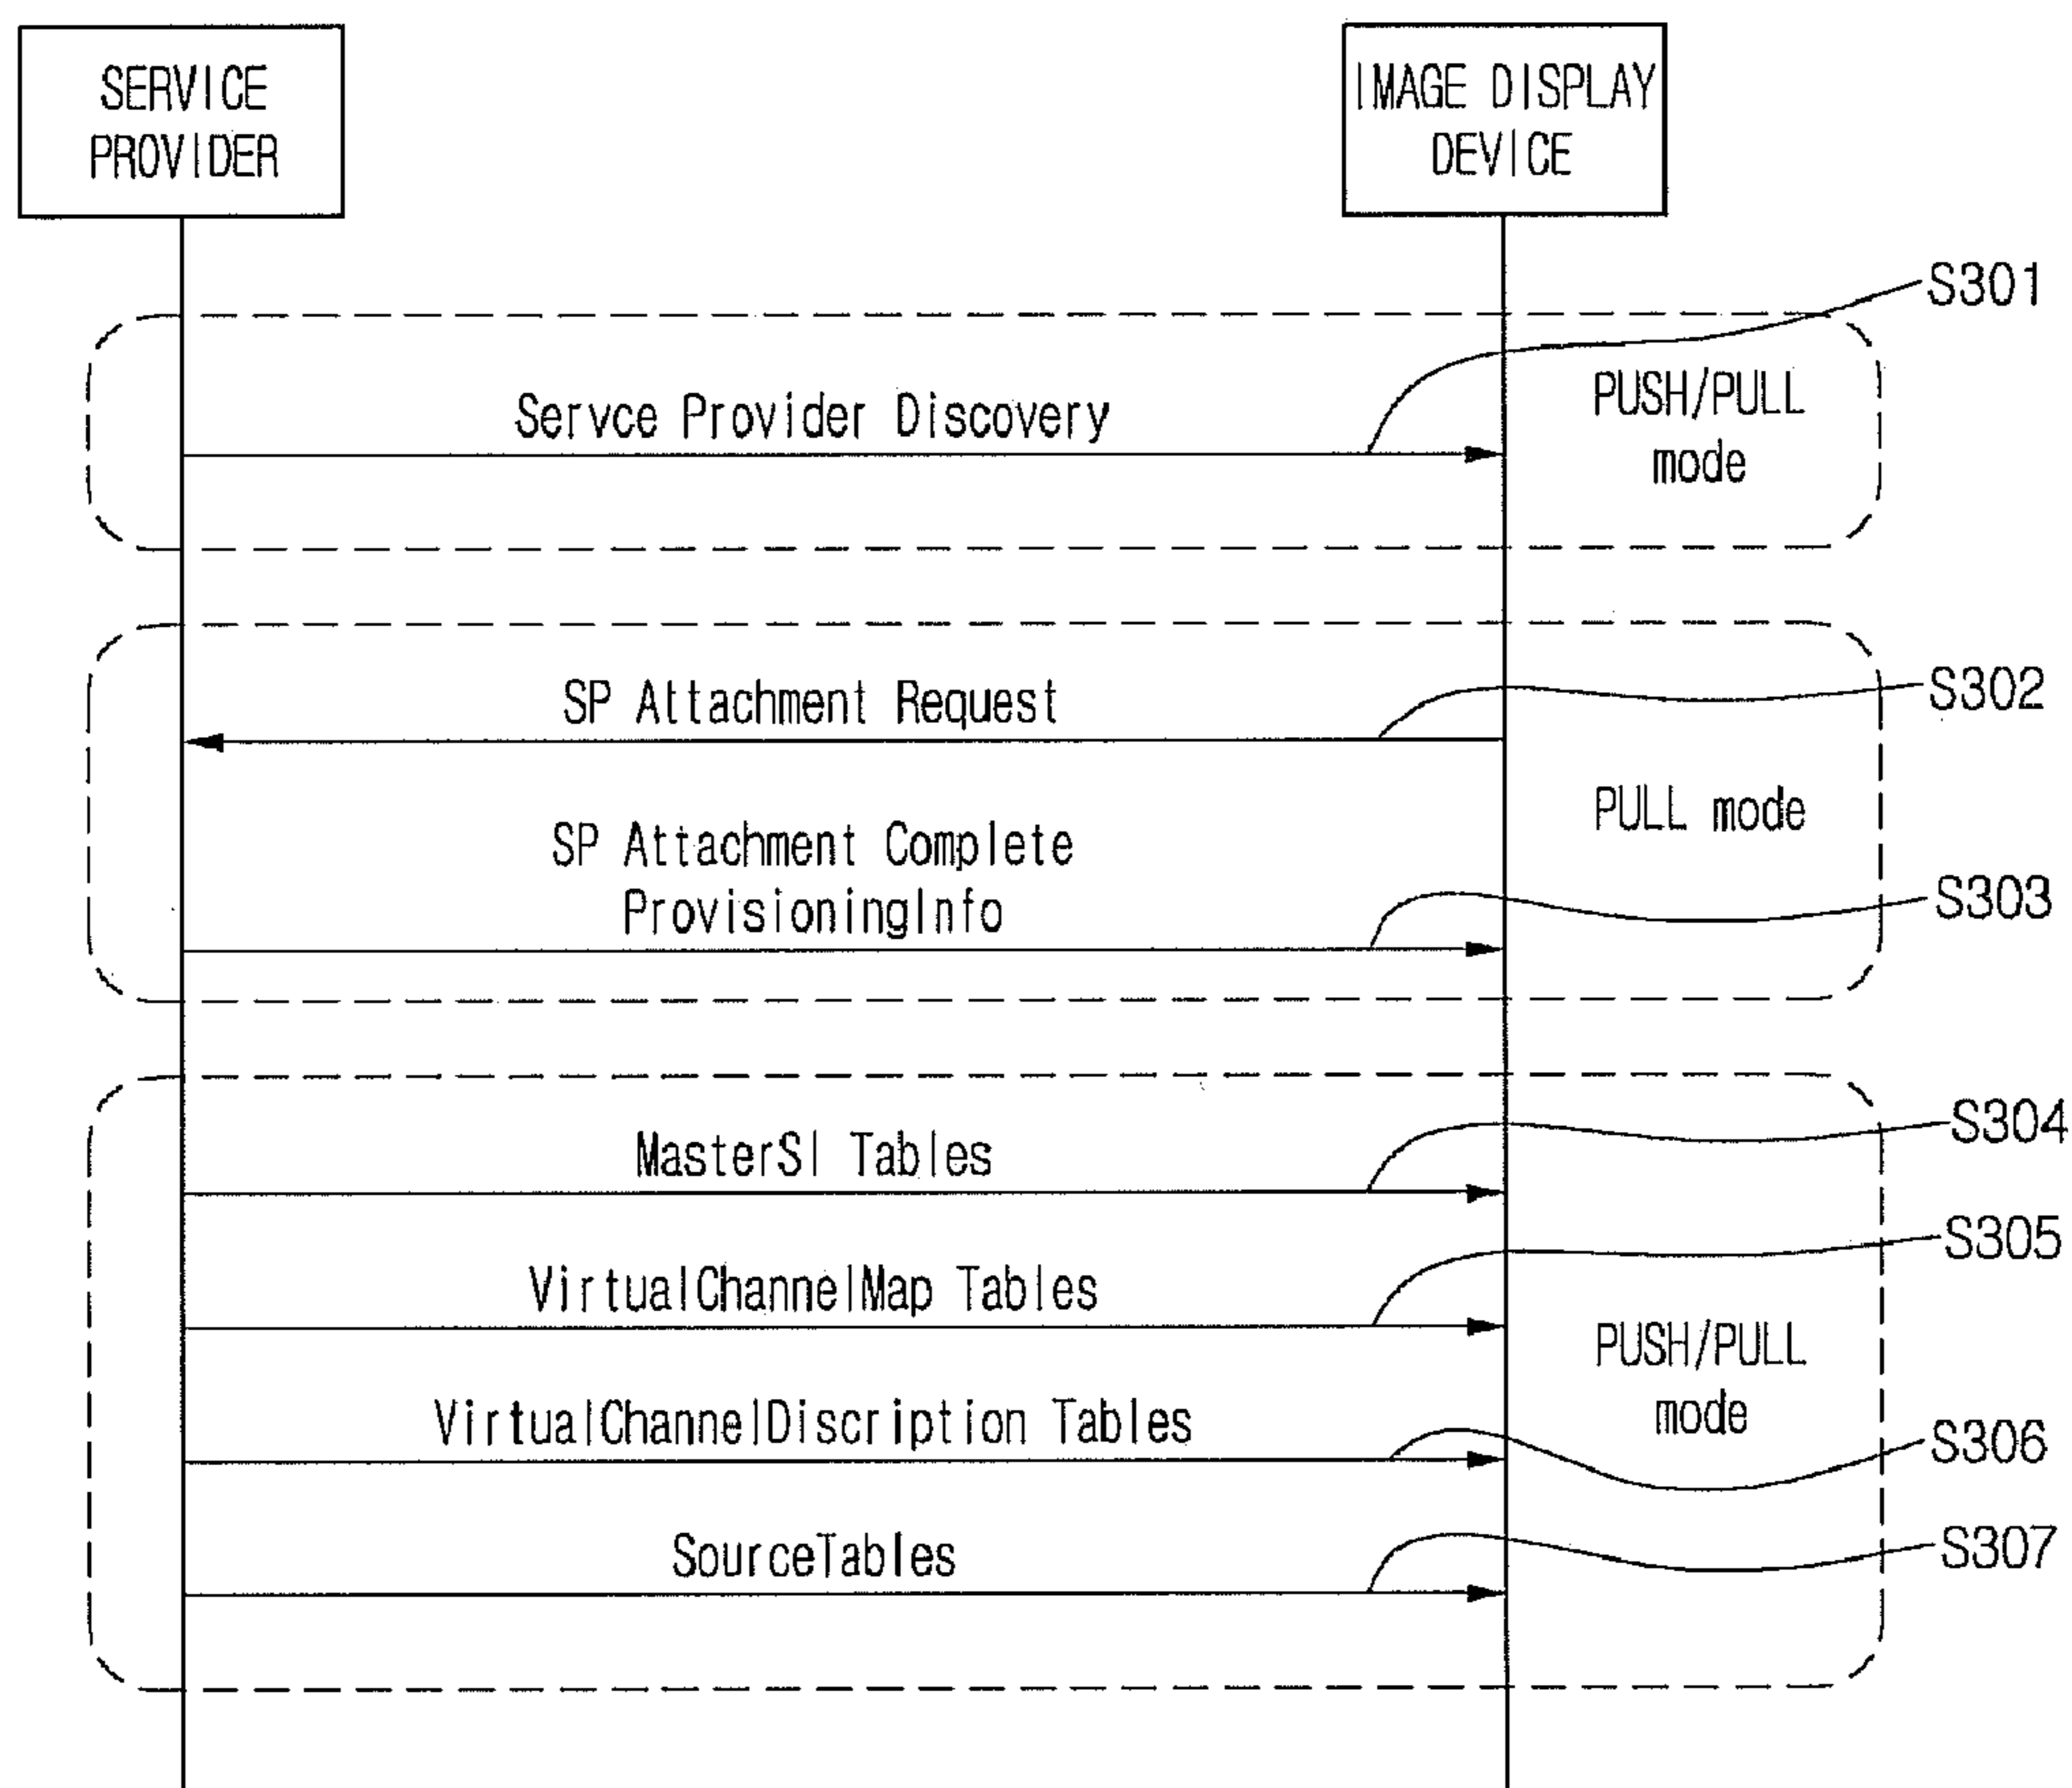 SERVICE
PROVIDER
IMAGE DISPLAY
DEVICE
S301
Servce Provider Discovery
PUSH/PULL
mode
SP Attachment Request
S302
PULL mode
SP Attachment Complete
ProvisioningInfo
S303
MasterSI Tables
S304
VirtualChannelMap Tables
S305
PUSH/PULL
mode
VirtualChannelDiscription Tables
S306
SourceTables
S307